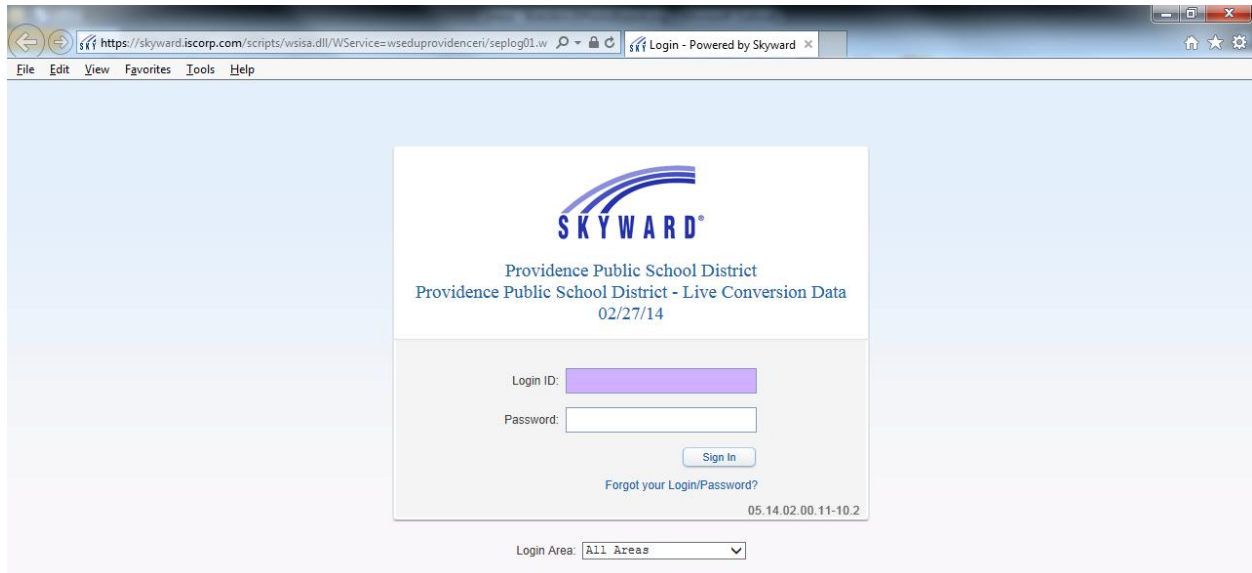 https://skyward.iscorp.com/scripts/wsisa.dll/WService=wseduprovidenceri/seplog01.w
Login - Powered by Skyward
File Edit View Favorites Tools Help
SKYWARD®
Providence Public School District
Providence Public School District - Live Conversion Data
02/27/14
Login ID:
Password:
Sign In
Forgot your Login/Password?
05.14.02.00.11-10.2
Login Area: All Areas